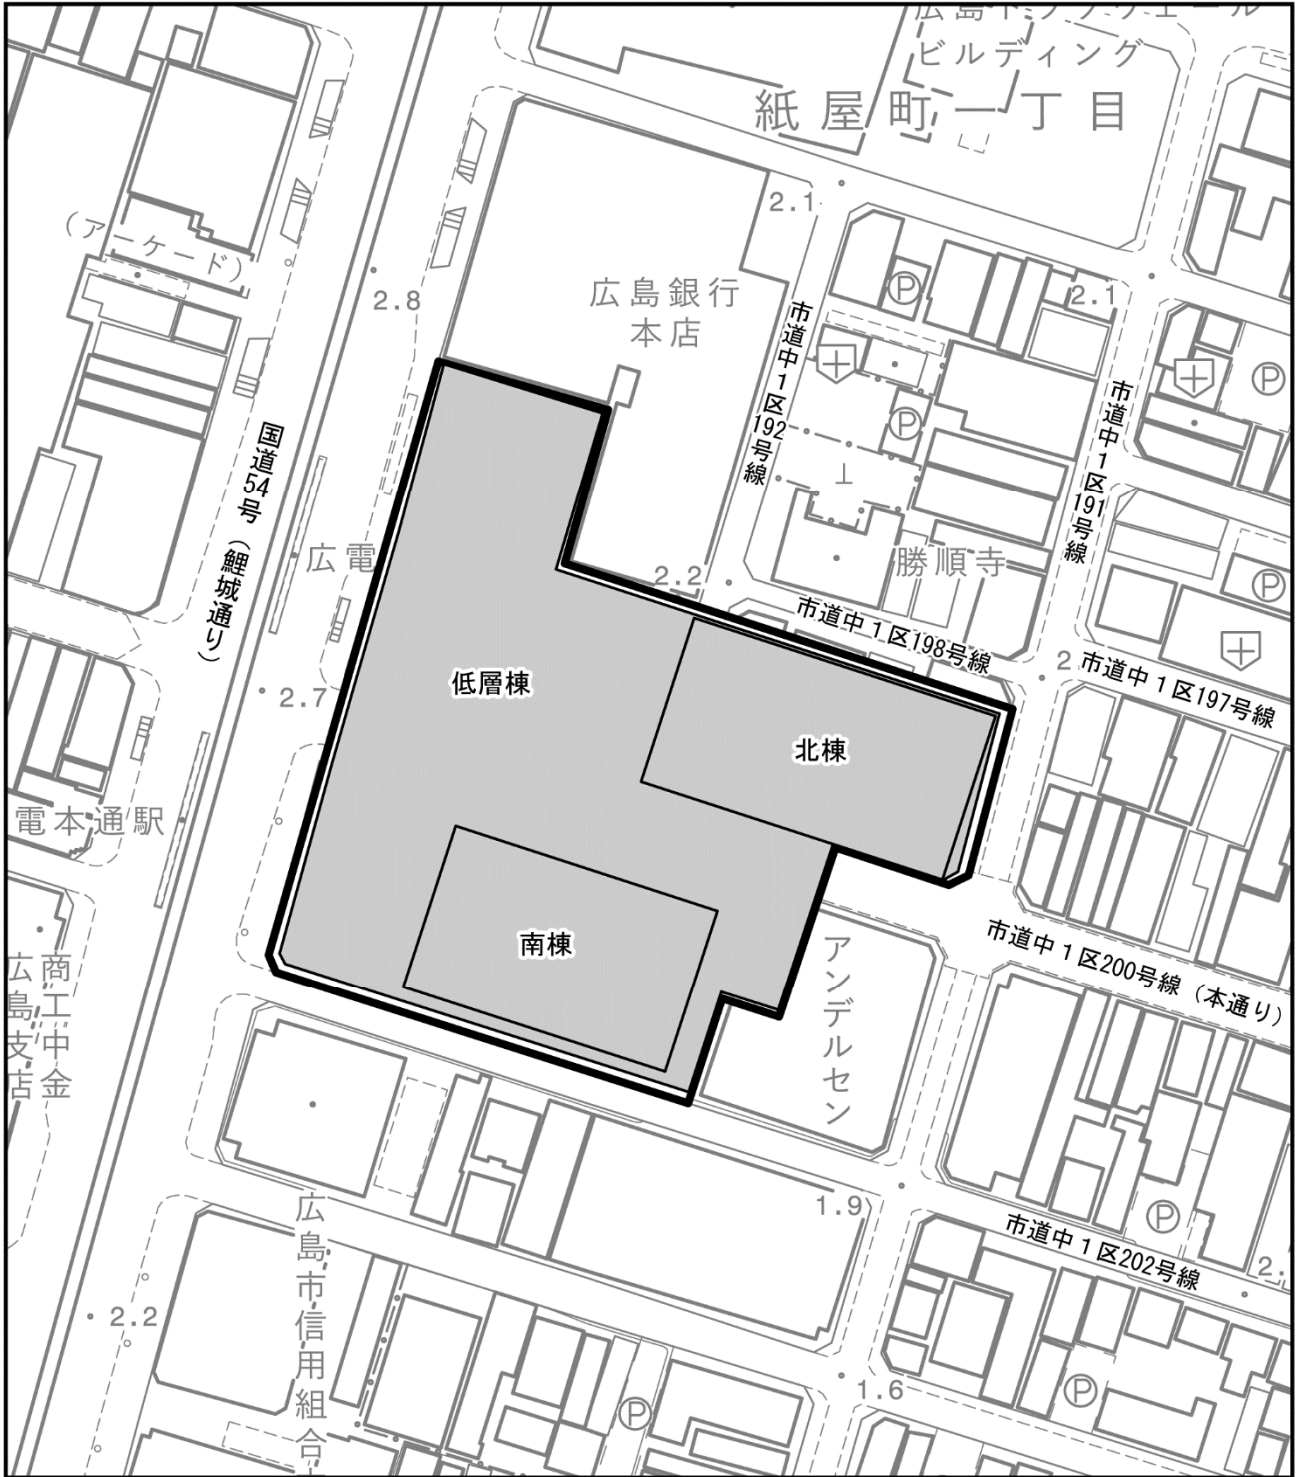 ビルディング
紙屋町一丁目
2.1
(アーケード)
2.8
広島銀行
本店
2.1
市道中1区192号線
市道中1区191号線
国道54号(鯉城通り)
広電
2.2
勝順寺
市道中1区198号線
低層棟
2.7
北棟
2
市道中1区197号線
電本通駅
南棟
アンデルセン
市道中1区200号線(本通り)
商工中金
広島支店
1.9
市道中1区202号線
広島市信用組合
2.2
2.
1.6
P
P
P
P
P
P
P